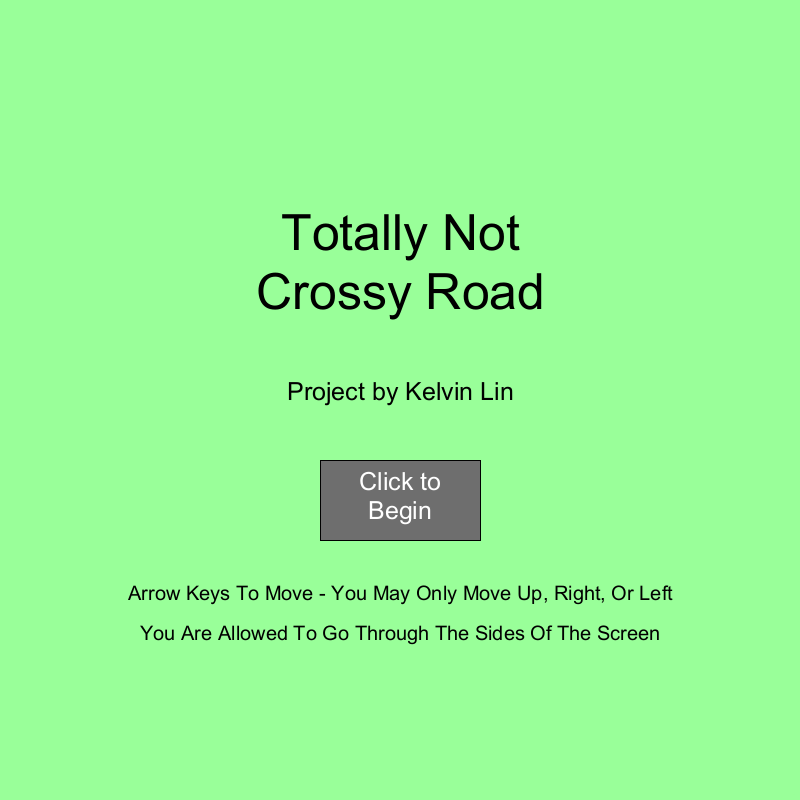 Totally Not
Crossy Road
Project by Kelvin Lin
Click to
Begin
Arrow Keys To Move - You May Only Move Up, Right, Or Left
You Are Allowed To Go Through The Sides Of The Screen